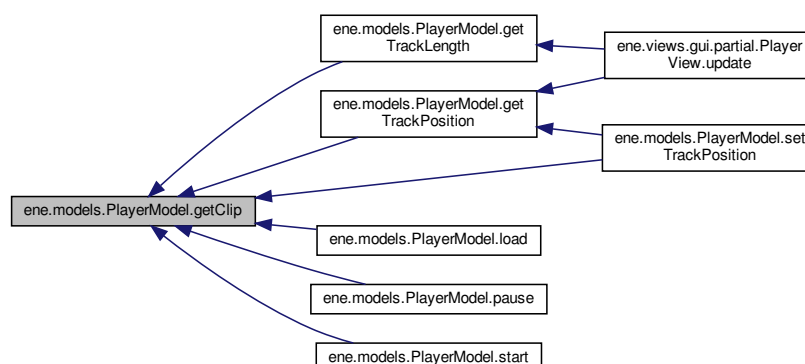 ene.models.PlayerModel.get
TrackLength
ene.views.gui.partial.Player
View.update
ene.models.PlayerModel.get
TrackPosition
ene.models.PlayerModel.set
TrackPosition
ene.models.PlayerModel.getClip
ene.models.PlayerModel.load
ene.models.PlayerModel.pause
ene.models.PlayerModel.start